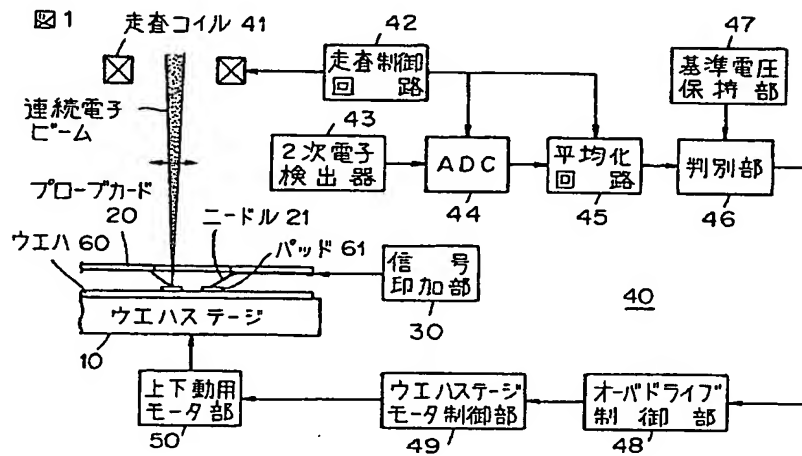 図1
走査コイル 41
連続電子
ビーム
42
走査制御
回路
43
2次電子
検出器
ADC
44
平均化
回路
45
47
基準電圧
保持部
判別部
46
プローブカード
20
ニードル 21
ウエハ 60
パッド 61
ウエハステージ
10
信号
印加部
30
40
上下動用
モータ部
50
ウエハステージ
モータ制御部
49
オーバドライブ
制御部
48